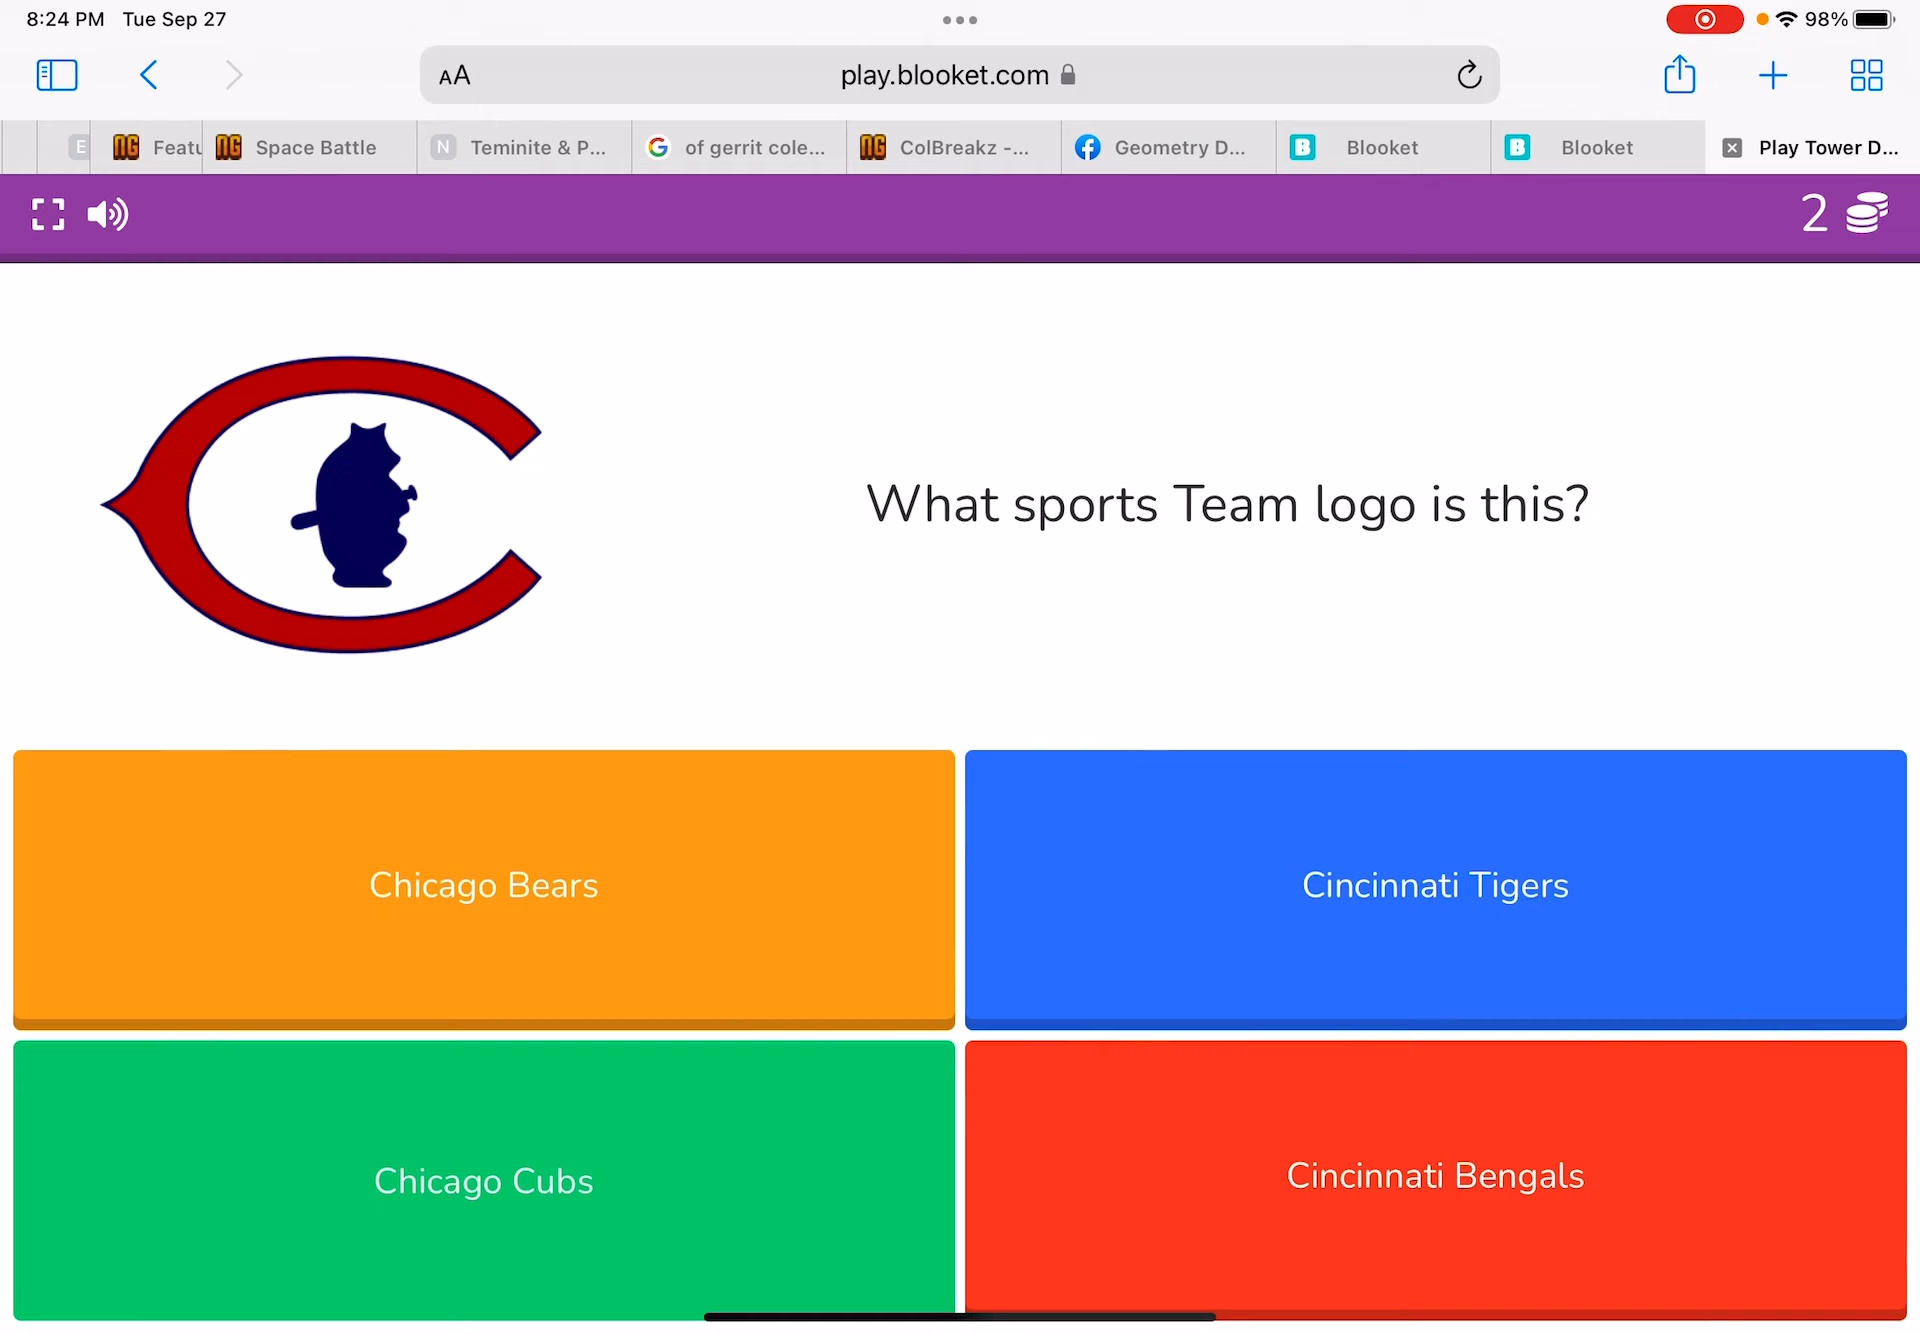 8:24 PM Tue Sep 27
98%
AA
play.blooket.com
E
Featu
Space Battle
N
Teminite & P...
of gerrit cole...
ColBreakz -...
Geometry D...
B
Blooket
B
Blooket
Play Tower D...
2
What sports Team logo is this?
Chicago Bears
Cincinnati Tigers
Chicago Cubs
Cincinnati Bengals